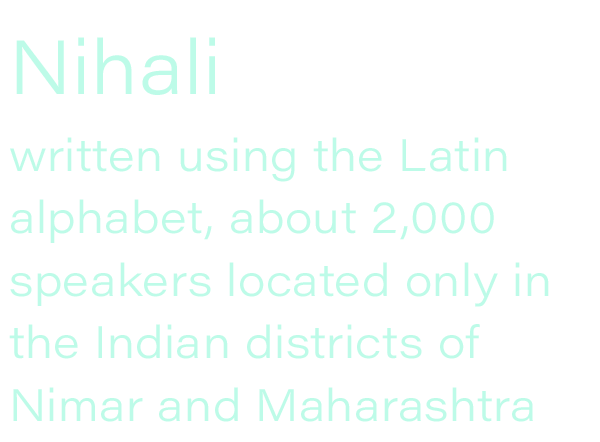 Nihali
written using the Latin
alphabet, about 2,000
speakers located only in
the Indian districts of
Nimar and Maharashtra